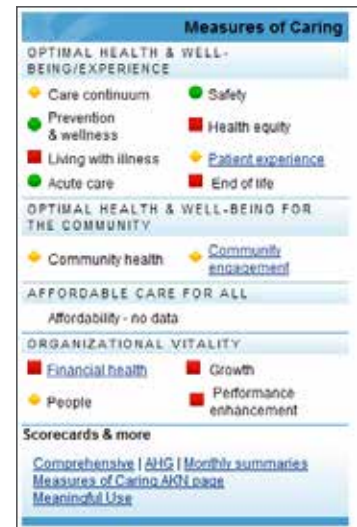 Measures of Caring
OPTIMAL HEALTH & WELL-
BEING/EXPERIENCE
Care continuum
Safety
Prevention
& wellness
Health equity
Living with illness
Patient experience
Acute care
End of life
OPTIMAL HEALTH & WELL-BEING FOR
THE COMMUNITY
Community health
Community
engagement
AFFORDABLE CARE FOR ALL
Affordability - no data
ORGANIZATIONAL VITALITY
Financial health
Growth
People
Performance
enhancement
Scorecards & more
Comprehensive | AHG | Monthly summaries
Measures of Caring AKN page
Meaningful Use